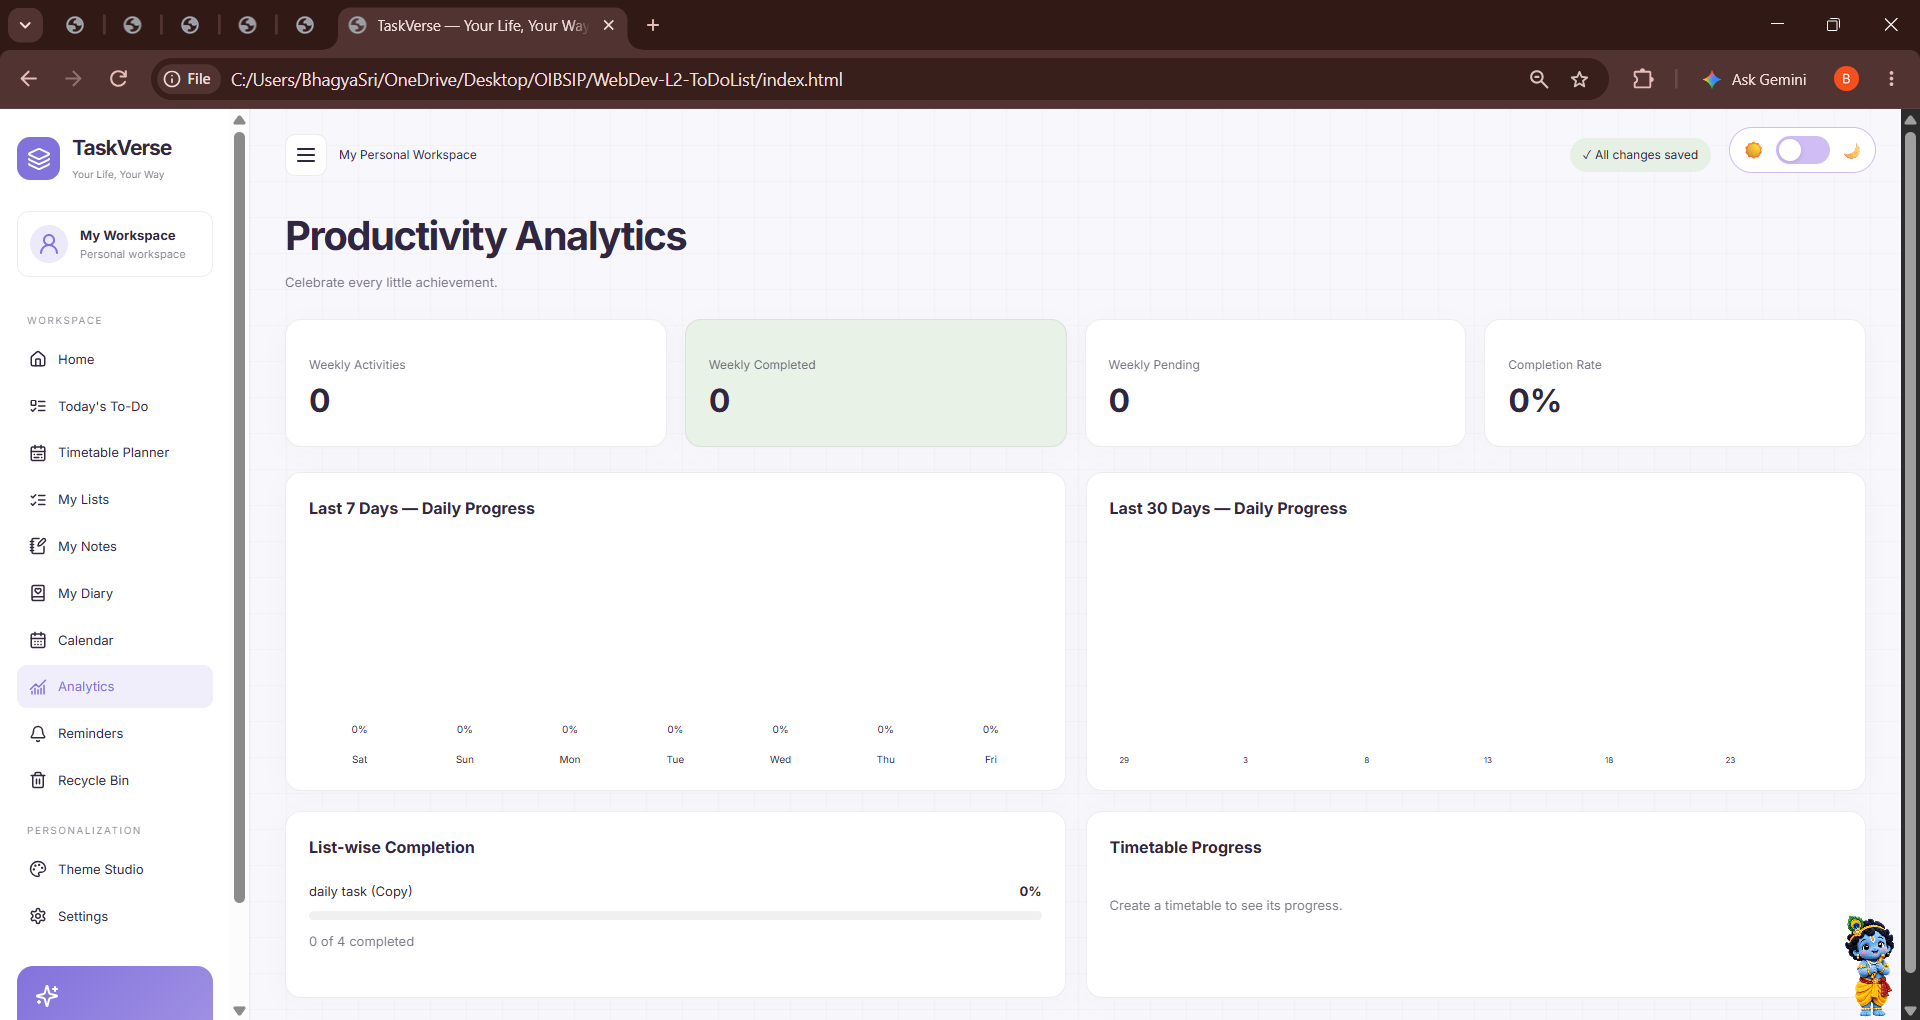 TaskVerse — Your Life, Your Way
File
C:/Users/BhagyaSri/OneDrive/Desktop/OIBSIP/WebDev-L2-ToDoList/index.html
Ask Gemini
B
TaskVerse
Your Life, Your Way
My Workspace
Personal workspace
WORKSPACE
Home
Today's To-Do
Timetable Planner
My Lists
My Notes
My Diary
Calendar
Analytics
Reminders
Recycle Bin
PERSONALIZATION
Theme Studio
Settings
My Personal Workspace
✓ All changes saved
Productivity Analytics
Celebrate every little achievement.
Weekly Activities
0
Weekly Completed
0
Weekly Pending
0
Completion Rate
0%
Last 7 Days — Daily Progress
0% 0% 0% 0% 0% 0% 0%
Sat Sun Mon Tue Wed Thu Fri
Last 30 Days — Daily Progress
29 3 8 13 18 23
List-wise Completion
daily task (Copy) 0%
0 of 4 completed
Timetable Progress
Create a timetable to see its progress.